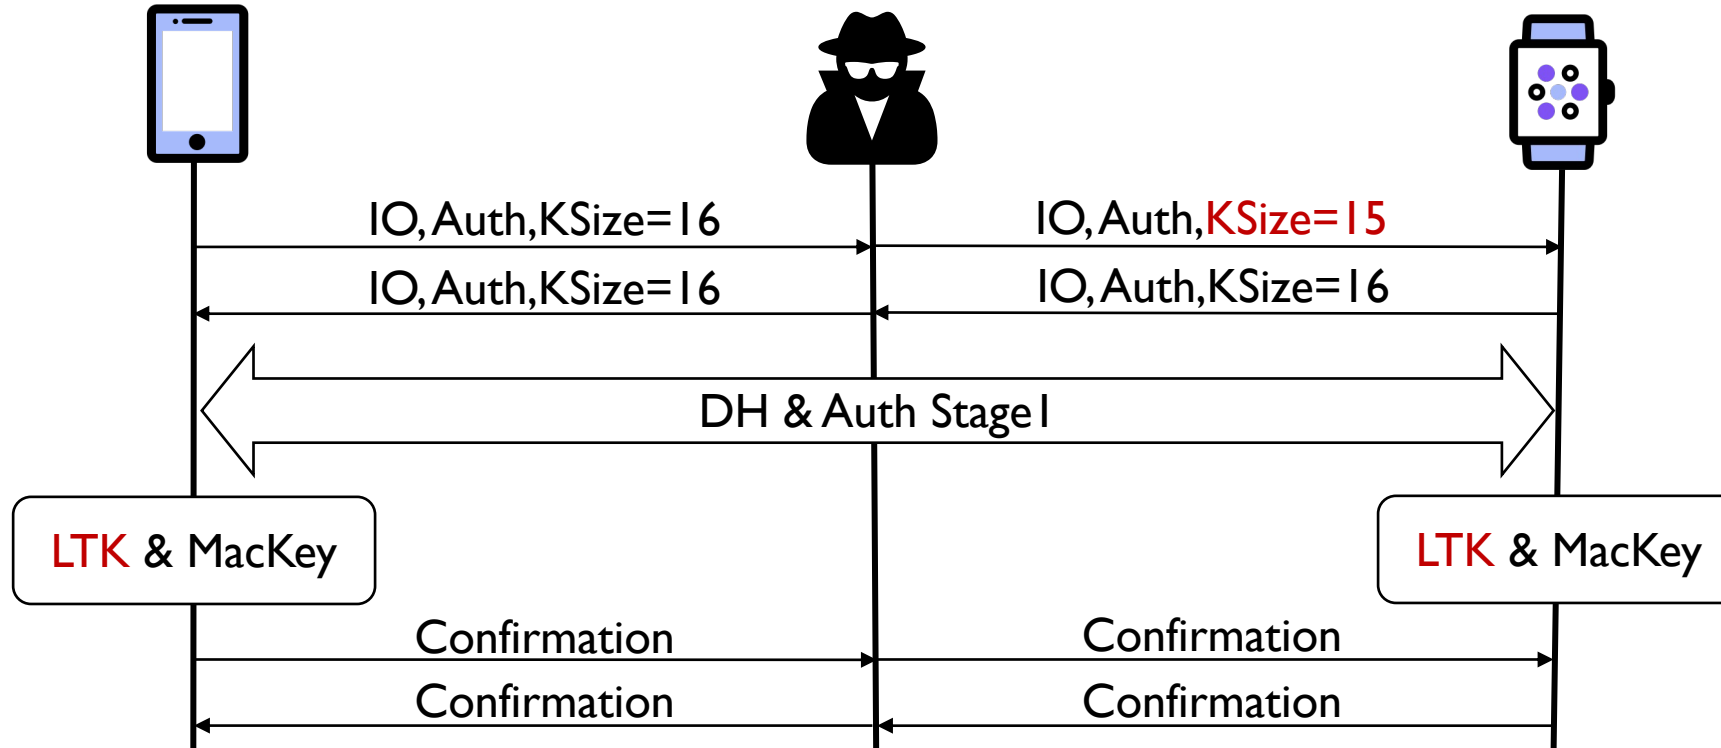 IO, Auth,KSize=16
IO, Auth,KSize=15
IO, Auth,KSize=16
IO, Auth,KSize=16
DH & Auth Stage1
LTK & MacKey
LTK & MacKey
Confirmation
Confirmation
Confirmation
Confirmation